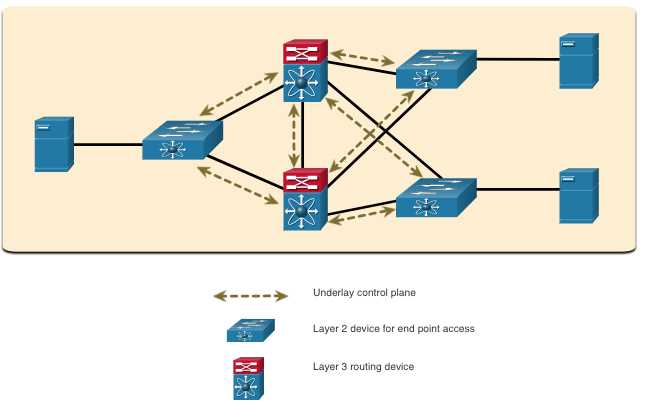 Underlay control plane
Layer 2 device for end point access
Layer 3 routing device